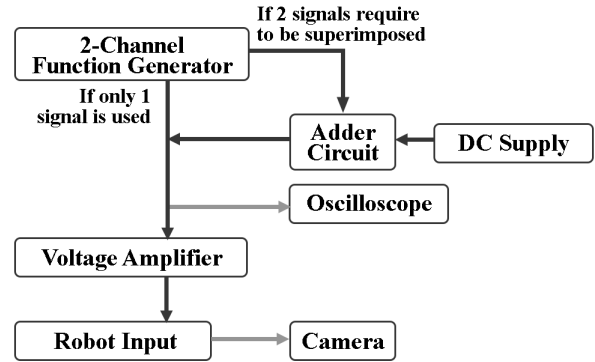 If 2 signals require
to be superimposed
2-Channel
Function Generator
If only 1
signal is used
Adder
Circuit
DC Supply
Oscilloscope
Voltage Amplifier
Robot Input
Camera